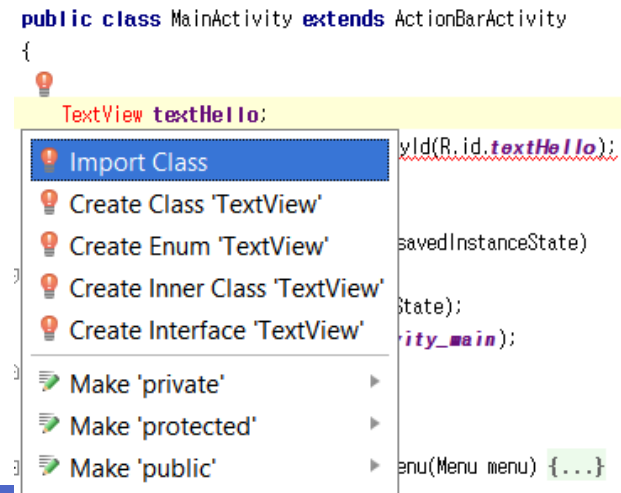 public class MainActivity extends ActionBarActivity
{
TextView textHello;
yId(R.id.textHello);
Import Class
Create Class 'TextView'
Create Enum 'TextView'
savedInstanceState)
Create Inner Class 'TextView'
State);
Create Interface 'TextView'
vity_main);
Make 'private'
Make 'protected'
Make 'public'
enu(Menu menu) {...}